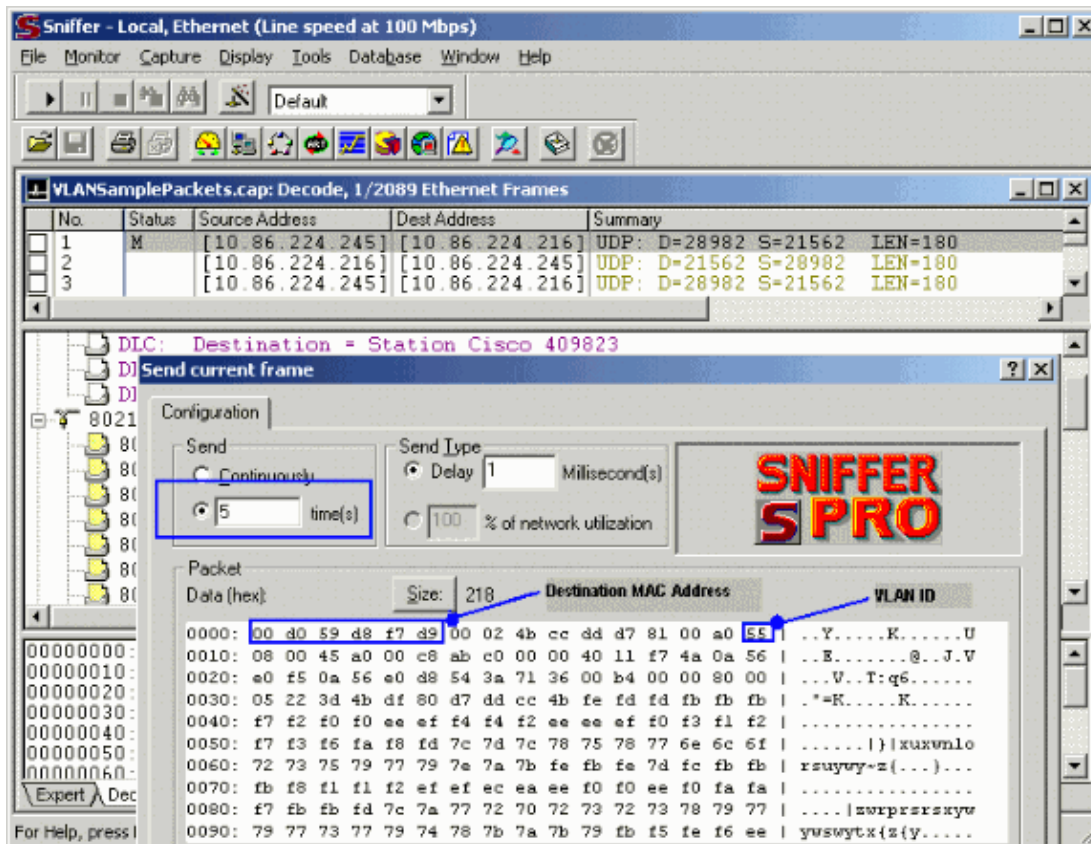 Sniffer - Local, Ethernet (Line speed at 100 Mbps)
File Monitor Capture Display Tools Database Window Help
Default
VLANSamplePackets.cap: Decode, 1/2089 Ethernet Frames
No. Status Source Address Dest Address Summary
1 M [10.86.224.245] [10.86.224.216] UDP: D=28982 S=21562 LEN=180
2 [10.86.224.216] [10.86.224.245] UDP: D=21562 S=28982 LEN=180
3 [10.86.224.245] [10.86.224.216] UDP: D=28982 S=21562 LEN=180
DLC: Destination = Station Cisco 409823
Send current frame
8021
Configuration
Send
Continuously
5 time(s)
Send Type
Delay 1 Millisecond(s)
100 % of network utilization
SNIFFER
S PRO
Packet
Data (hex): Size: 218 Destination MAC Address VLAN ID
0000: 00 d0 59 d8 f7 d9 00 02 4b cc dd d7 81 00 a0 55 | ..Y.....K......U
0010: 08 00 45 a0 00 c8 ab c0 00 00 40 11 f7 4a 0a 56 | ..E.......@..J.V
0020: e0 f5 0a 56 e0 d8 54 3a 71 36 00 b4 00 00 80 00 | ...V..T:q6......
0030: 05 22 3d 4b df 80 d7 dd cc 4b fe fd fd fb fb fb | ."=K.....K......
0040: f7 f2 f0 f0 ee ef f4 f4 f2 ee ee ef f0 f3 f1 f2 | ................
0050: f7 f3 f6 fa f8 fd 7c 7d 7c 78 75 78 77 6e 6c 6f | ......|}|xuxwnlo
0060: 72 73 75 79 77 79 7e 7a 7b fe fb fe 7d fc fb fb | rsuywy~z{...}...
0070: fb f8 f1 f1 f2 ef ef ec ea ee f0 f0 ee f0 fa fa | ................
0080: f7 fb fb fd 7c 7a 77 72 70 72 73 72 73 78 79 77 | ....|zwrprsrsxyw
0090: 79 77 73 77 79 74 78 7b 7a 7b 79 fb f5 fe f6 ee | ywswytx{z{y.....
00000000:
00000010:
00000020:
00000030:
00000040:
00000050:
00000060:
Expert Dec
For Help, press